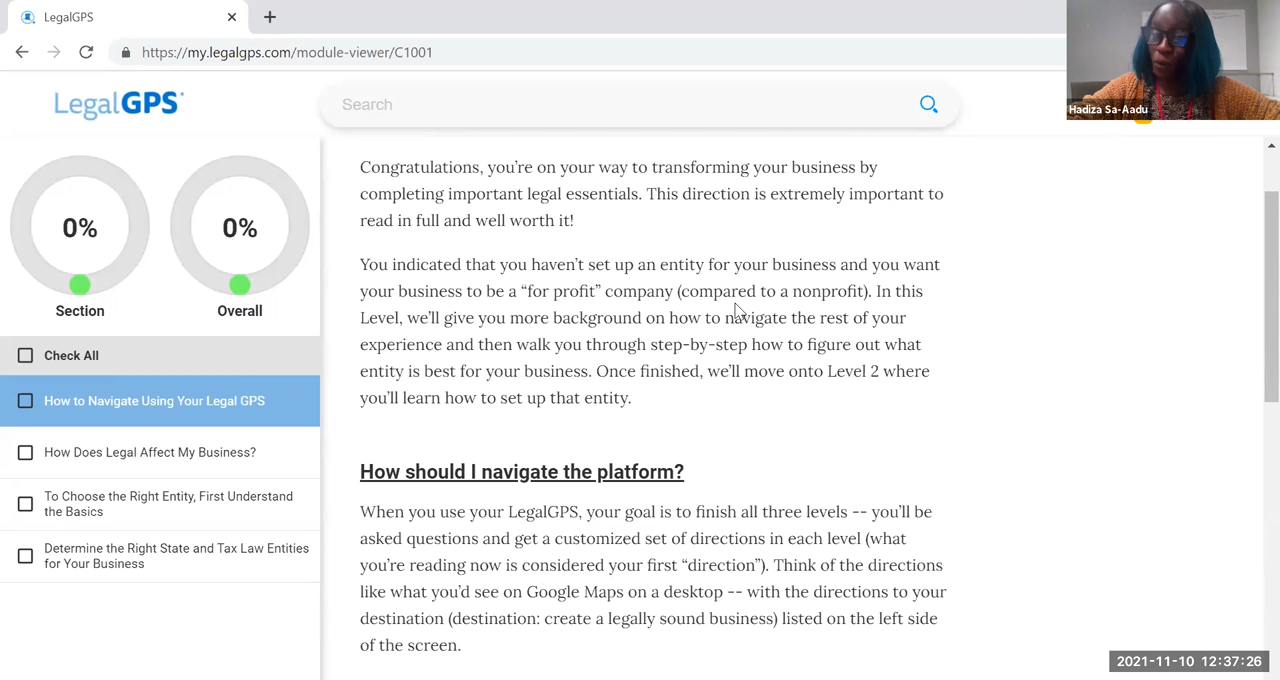 LegalGPS
https://my.legalgps.com/module-viewer/C1001
Hadiza Sa-Aadu
LegalGPS
Search
0%
0%
Section
Overall
Check All
How to Navigate Using Your Legal GPS
How Does Legal Affect My Business?
To Choose the Right Entity, First Understand
the Basics
Determine the Right State and Tax Law Entities
for Your Business
Congratulations, you’re on your way to transforming your business by
completing important legal essentials. This direction is extremely important to
read in full and well worth it!
You indicated that you haven’t set up an entity for your business and you want
your business to be a “for profit” company (compared to a nonprofit). In this
Level, we’ll give you more background on how to navigate the rest of your
experience and then walk you through step-by-step how to figure out what
entity is best for your business. Once finished, we’ll move onto Level 2 where
you’ll learn how to set up that entity.
How should I navigate the platform?
When you use your LegalGPS, your goal is to finish all three levels -- you’ll be
asked questions and get a customized set of directions in each level (what
you’re reading now is considered your first “direction”). Think of the directions
like what you’d see on Google Maps on a desktop -- with the directions to your
destination (destination: create a legally sound business) listed on the left side
of the screen.
2021-11-10 12:37:26